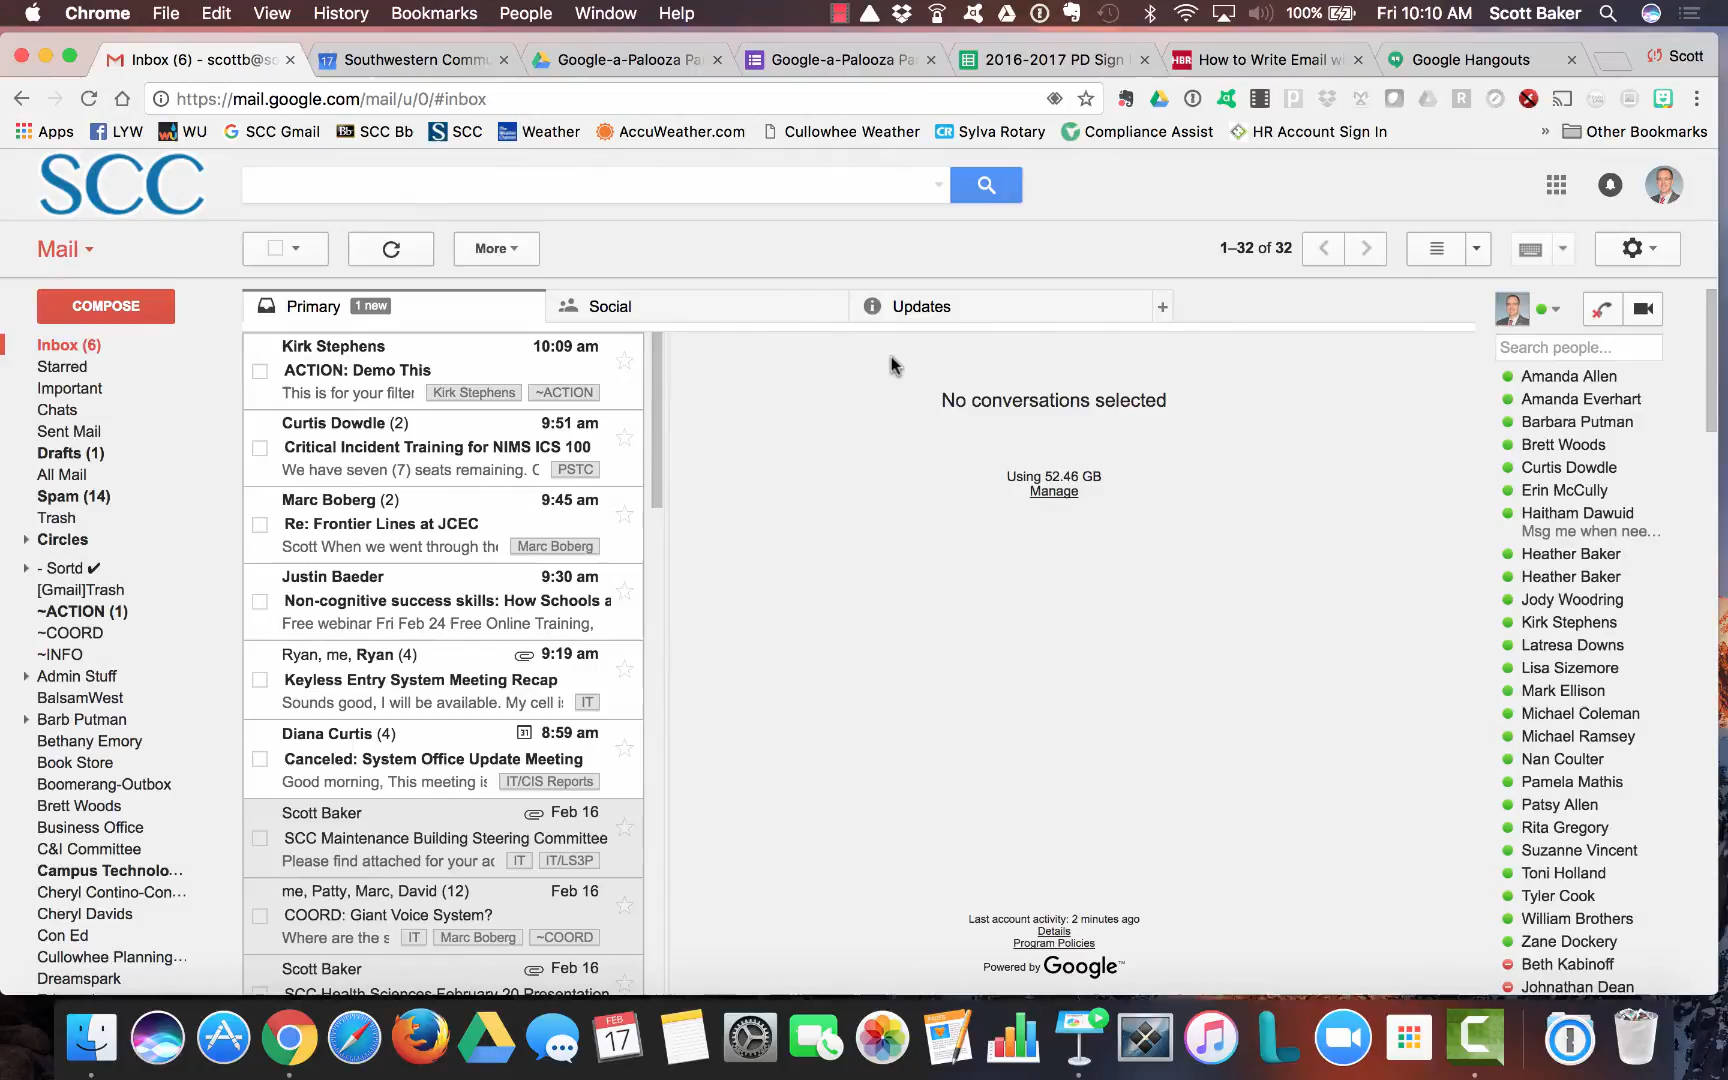 Chrome File Edit View History Bookmarks People Window Help
100% Fri 10:10 AM Scott Baker
Inbox (6) - scottb@so
17 Southwestern Commu
Google-a-Palooza Pa
Google-a-Palooza Pa
2016-2017 PD Sign
HBR How to Write Email wi
Google Hangouts
Scott
https://mail.google.com/mail/u/0/#inbox
Apps LYW WU SCC Gmail Bb SCC Bb S SCC Weather AccuWeather.com Cullowhee Weather CR Sylva Rotary Compliance Assist HR Account Sign In » Other Bookmarks
SCC
Mail
More
1–32 of 32
COMPOSE
Inbox (6)
Starred
Important
Chats
Sent Mail
Drafts (1)
All Mail
Spam (14)
Trash
Circles
- Sortd ✔
[Gmail]Trash
~ACTION (1)
~COORD
~INFO
Admin Stuff
BalsamWest
Barb Putman
Bethany Emory
Book Store
Boomerang-Outbox
Brett Woods
Business Office
C&I Committee
Campus Technolo...
Cheryl Contino-Con...
Cheryl Davids
Con Ed
Cullowhee Planning...
Dreamspark
Primary 1 new
Social
Updates
+
Kirk Stephens 10:09 am
ACTION: Demo This
This is for your filter Kirk Stephens ~ACTION
Curtis Dowdle (2) 9:51 am
Critical Incident Training for NIMS ICS 100
We have seven (7) seats remaining. C PSTC
Marc Boberg (2) 9:45 am
Re: Frontier Lines at JCEC
Scott When we went through the Marc Boberg
Justin Baeder 9:30 am
Non-cognitive success skills: How Schools a
Free webinar Fri Feb 24 Free Online Training,
Ryan, me, Ryan (4) 9:19 am
Keyless Entry System Meeting Recap
Sounds good, I will be available. My cell is IT
Diana Curtis (4) 31 8:59 am
Canceled: System Office Update Meeting
Good morning, This meeting is IT/CIS Reports
Scott Baker Feb 16
SCC Maintenance Building Steering Committee
Please find attached for your ac IT IT/LS3P
me, Patty, Marc, David (12) Feb 16
COORD: Giant Voice System?
Where are the s IT Marc Boberg ~COORD
Scott Baker Feb 16
SCC Health Sciences February 20 Presentation
No conversations selected
Using 52.46 GB
Manage
Last account activity: 2 minutes ago
Details
Program Policies
Powered by Google™
Search people...
Amanda Allen
Amanda Everhart
Barbara Putman
Brett Woods
Curtis Dowdle
Erin McCully
Haitham Dawuid
Msg me when nee...
Heather Baker
Heather Baker
Jody Woodring
Kirk Stephens
Latresa Downs
Lisa Sizemore
Mark Ellison
Michael Coleman
Michael Ramsey
Nan Coulter
Pamela Mathis
Patsy Allen
Rita Gregory
Suzanne Vincent
Toni Holland
Tyler Cook
William Brothers
Zane Dockery
Beth Kabinoff
Johnathan Dean
FEB
17